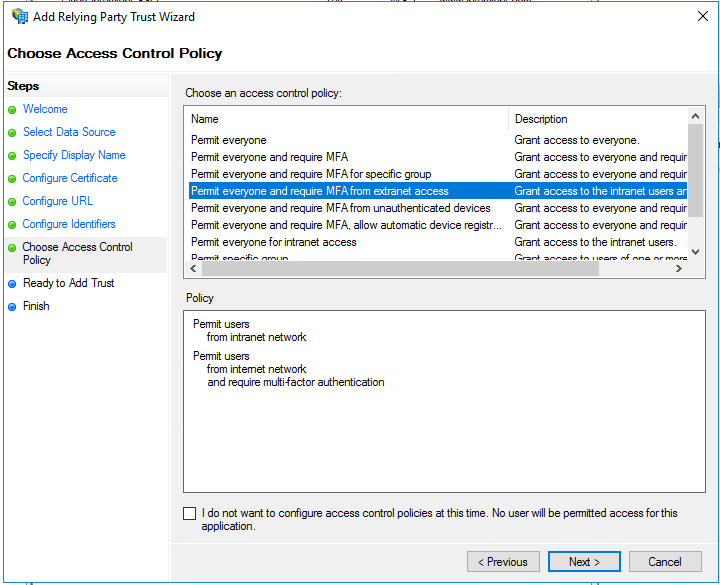 Add Relying Party Trust Wizard
Choose Access Control Policy
Steps
Welcome
Select Data Source
Specify Display Name
Configure Certificate
Configure URL
Configure Identifiers
Choose Access Control
Policy
Ready to Add Trust
Finish
Choose an access control policy:
Name Description
Permit everyone Grant access to everyone.
Permit everyone and require MFA Grant access to everyone and requir
Permit everyone and require MFA for specific group Grant access to everyone and requir
Permit everyone and require MFA from extranet access Grant access to the intranet users an
Permit everyone and require MFA from unauthenticated devices Grant access to everyone and requir
Permit everyone and require MFA, allow automatic device registr... Grant access to everyone and requir
Permit everyone for intranet access Grant access to the intranet users.
Permit specific group Grant access to users of one or more
Policy
Permit users
from intranet network
Permit users
from internet network
and require multi-factor authentication
I do not want to configure access control policies at this time. No user will be permitted access for this
application.
< Previous Next > Cancel